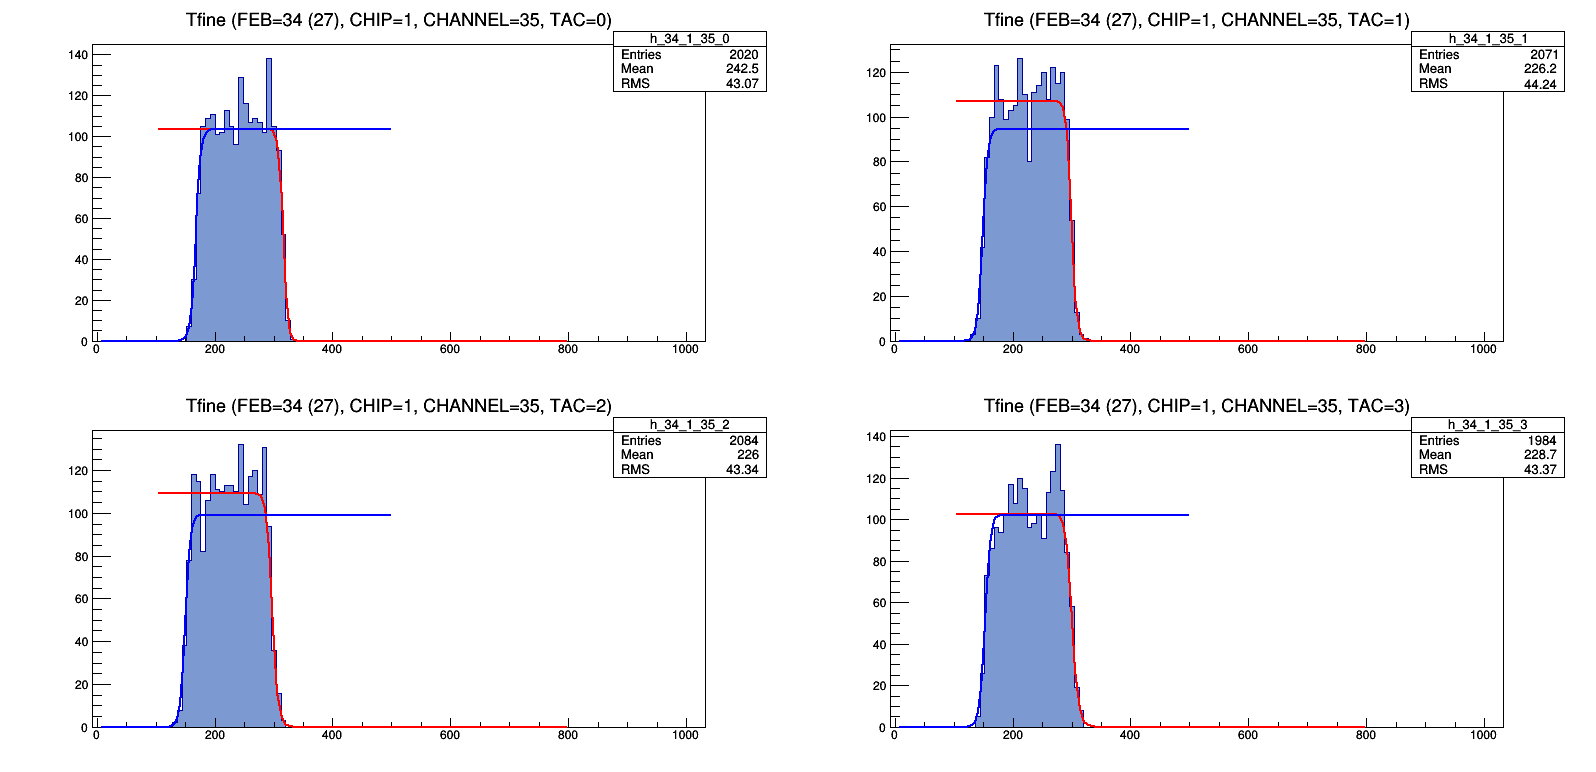 Tfine (FEB=34 (27), CHIP=1, CHANNEL=35, TAC=0)
h_34_1_35_0
Entries 2020
Mean 242.5
RMS 43.07
140
120
100
80
60
40
20
0
0 200 400 600 800 1000
Tfine (FEB=34 (27), CHIP=1, CHANNEL=35, TAC=1)
h_34_1_35_1
Entries 2071
Mean 226.2
RMS 44.24
120
100
80
60
40
20
0
0 200 400 600 800 1000
Tfine (FEB=34 (27), CHIP=1, CHANNEL=35, TAC=2)
h_34_1_35_2
Entries 2084
Mean 226
RMS 43.34
120
100
80
60
40
20
0
0 200 400 600 800 1000
Tfine (FEB=34 (27), CHIP=1, CHANNEL=35, TAC=3)
h_34_1_35_3
Entries 1984
Mean 228.7
RMS 43.37
140
120
100
80
60
40
20
0
0 200 400 600 800 1000